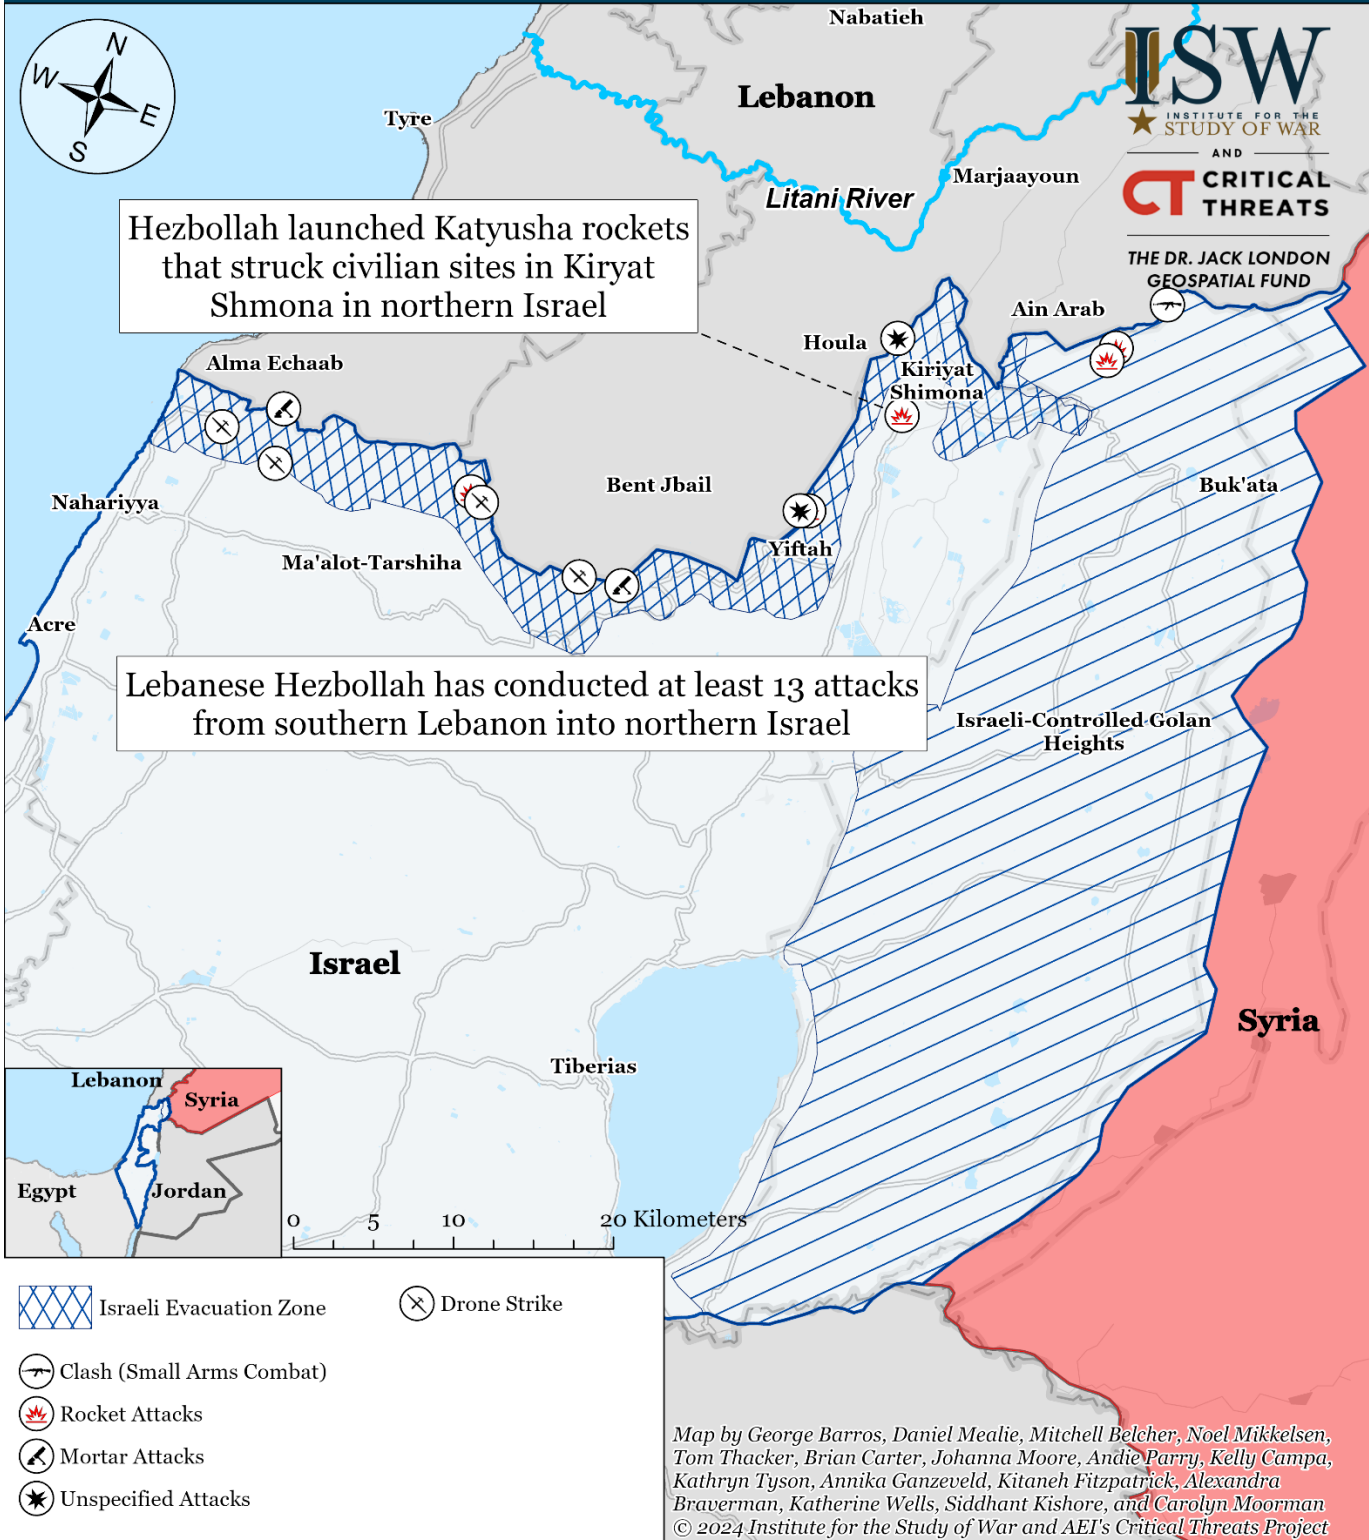 N
W
E
S
Nabatieh
Lebanon
Tyre
Litani River
Marjaayoun
ISW
INSTITUTE FOR THE
STUDY OF WAR
AND
CT CRITICAL
THREATS
THE DR. JACK LONDON
GEOSPATIAL FUND
Hezbollah launched Katyusha rockets
that struck civilian sites in Kiryat
Shmona in northern Israel
Ain Arab
Houla
Alma Echaab
Kiriyat
Shimona
Nahariyya
Bent Jbail
Buk'ata
Ma'alot-Tarshiha
Yiftah
Acre
Lebanese Hezbollah has conducted at least 13 attacks
from southern Lebanon into northern Israel
Israeli-Controlled Golan
Heights
Israel
Syria
Tiberias
Lebanon
Syria
Egypt
Jordan
0 5 10 20 Kilometers
Israeli Evacuation Zone
Drone Strike
Clash (Small Arms Combat)
Rocket Attacks
Mortar Attacks
Unspecified Attacks
Map by George Barros, Daniel Mealie, Mitchell Belcher, Noel Mikkelsen,
Tom Thacker, Brian Carter, Johanna Moore, Andie Parry, Kelly Campa,
Kathryn Tyson, Annika Ganzeveld, Kitaneh Fitzpatrick, Alexandra
Braverman, Katherine Wells, Siddhant Kishore, and Carolyn Moorman
© 2024 Institute for the Study of War and AEI's Critical Threats Project